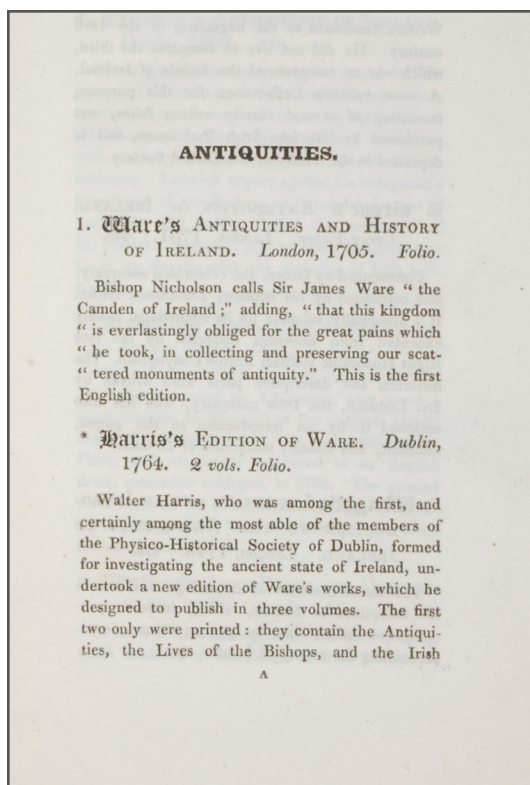 ANTIQUITIES.
1. Ware's ANTIQUITIES AND HISTORY
OF IRELAND. London, 1705. Folio.
Bishop Nicholson calls Sir James Ware “ the
Camden of Ireland ;” adding, “ that this kingdom
“ is everlastingly obliged for the great pains which
“ he took, in collecting and preserving our scat-
“ tered monuments of antiquity.” This is the first
English edition.
* Harris's EDITION OF WARE. Dublin,
1764. 2 vols. Folio.
Walter Harris, who was among the first, and
certainly among the most able of the members of
the Physico-Historical Society of Dublin, formed
for investigating the ancient state of Ireland, un-
dertook a new edition of Ware's works, which he
designed to publish in three volumes. The first
two only were printed : they contain the Antiqui-
ties, the Lives of the Bishops, and the Irish
A